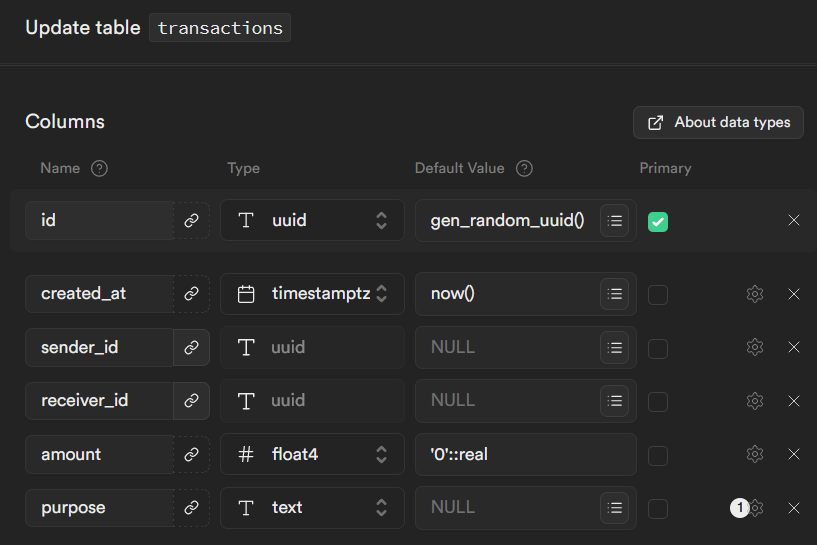 Update table transactions
Columns
About data types
Name Type Default Value Primary
id uuid gen_random_uuid()
created_at timestamptz now()
sender_id uuid NULL
receiver_id uuid NULL
amount float4 '0'::real
purpose text NULL 1